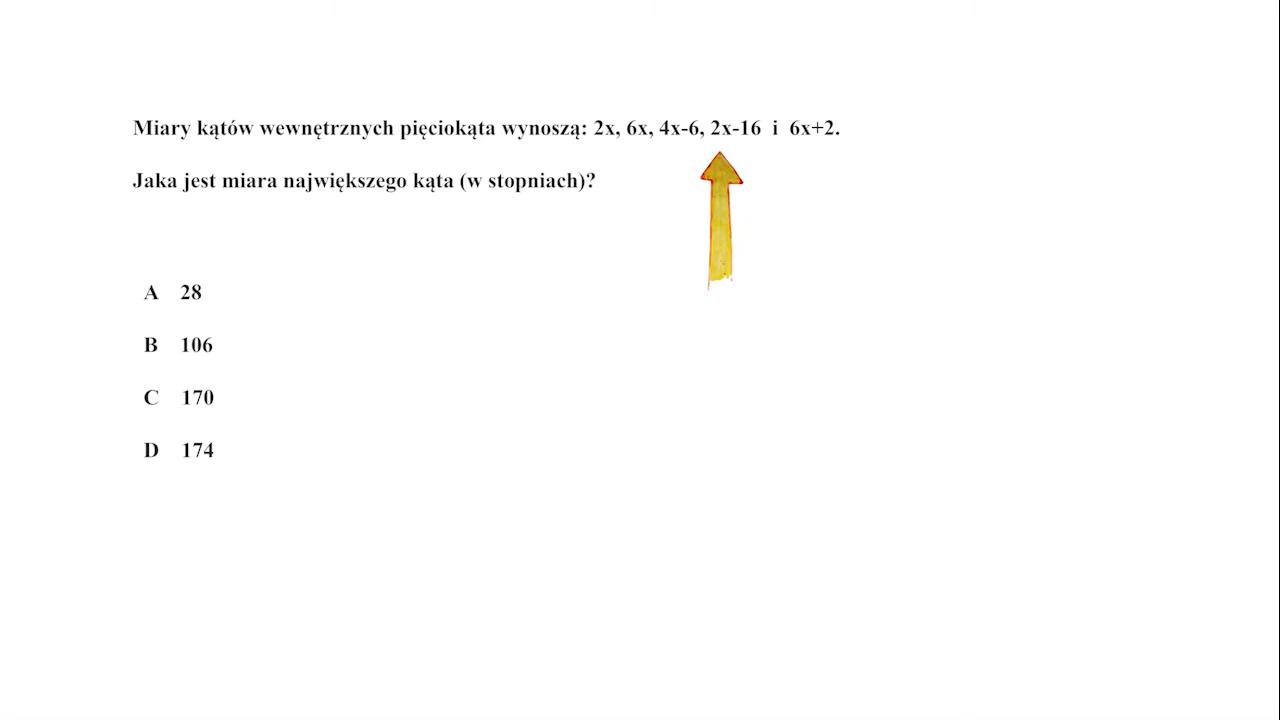 Miary kątów wewnętrznych pięciokąta wynoszą: 2x, 6x, 4x-6, 2x-16 i 6x+2.
Jaka jest miara największego kąta (w stopniach)?
A 28
B 106
C 170
D 174